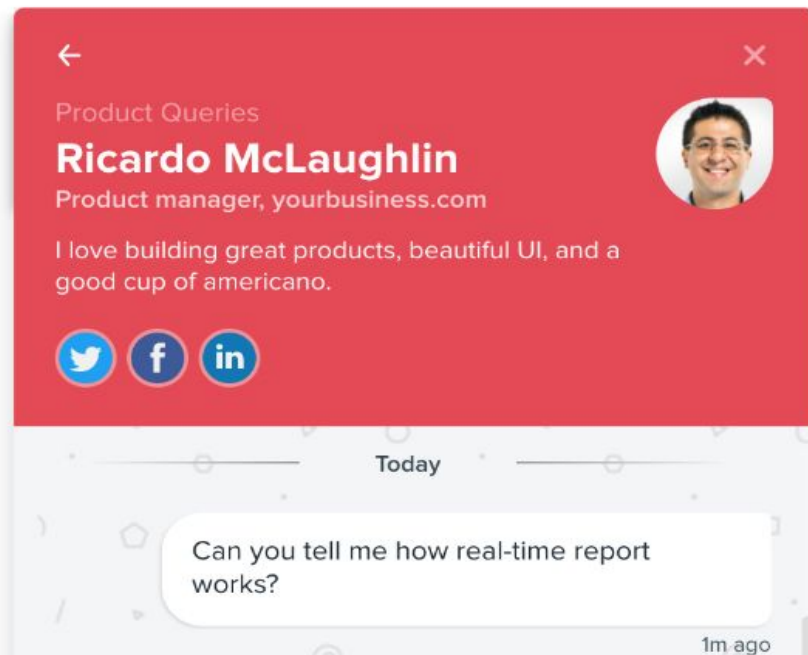 Product Queries
Ricardo McLaughlin
Product manager, yourbusiness.com
I love building great products, beautiful UI, and a
good cup of americano.
f in
Today
Can you tell me how real-time report
works?
1m ago